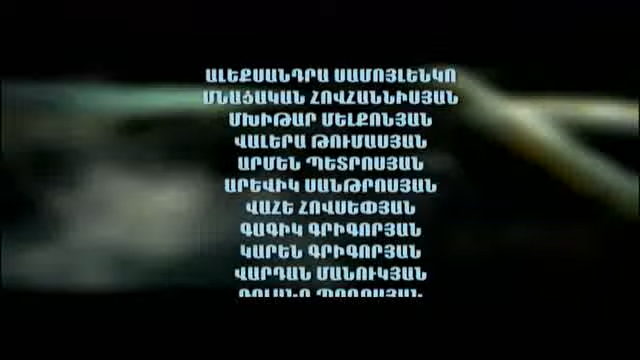 ԱԼԵՔՍԱՆԴՐԱ ՍԱՄՈՅԼԵՆԿՈ
ՄՆԱՑԱԿԱՆ ՀՈՎՀԱՆՆԻՍՅԱՆ
ՄԽԻԹԱՐ ՄԵԼՔՈՆՅԱՆ
ՎԱԼԵՐԱ ԹՈՒՄԱՍՅԱՆ
ԱՐՄԵՆ ՊԵՏՐՈՍՅԱՆ
ԱՐԵՎԻԿ ՍԱՆԹՐՈՍՅԱՆ
ՎԱՀԵ ՀՈՎՍԵՓՅԱՆ
ԳԱԳԻԿ ԳՐԻԳՈՐՅԱՆ
ԿԱՐԵՆ ԳՐԻԳՈՐՅԱՆ
ՎԱՐԴԱՆ ՄԱՆՈՒԿՅԱՆ